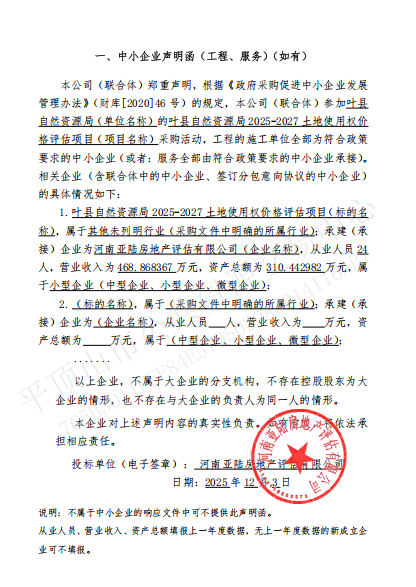 一、中小企业声明函（工程、服务）（如有）
本公司（联合体）郑重声明，根据《政府采购促进中小企业发展
管理办法》（财库[2020]46 号）的规定，本公司（联合体）参加叶县
自然资源局（单位名称）的叶县自然资源局 2025-2027 土地使用权价
格评估项目（项目名称）采购活动，工程的施工单位全部为符合政策
要求的中小企业（或者：服务全部由符合政策要求的中小企业承接）。
相关企业（含联合体中的中小企业、签订分包意向协议的中小企业）
的具体情况如下：
1. 叶县自然资源局 2025-2027 土地使用权价格评估项目（标的名
称），属于其他未列明行业（采购文件中明确的所属行业）；承建（承
接）企业为河南亚陆房地产评估有限公司（企业名称），从业人员 24
人，营业收入为 468.868367 万元，资产总额为 310.442982 万元，属
于小型企业（中型企业、小型企业、微型企业）；
2. （标的名称），属于（采购文件中明确的所属行业）；承建（承
接）企业为（企业名称），从业人员___人，营业收入为____万元，资
产总额为_____万元，属于（中型企业、小型企业、微型企业）；
.......
以上企业，不属于大企业的分支机构，不存在控股股东为大
企业的情形，也不存在与大企业的负责人为同一人的情形。
本企业对上述声明内容的真实性负责。如有虚假，将依法承
担相应责任。
投标单位（电子签章）：河南亚陆房地产评估有限公司
日期：2025 年 12 月 3 日
河南亚陆房地产评估有限公司
说明：不属于中小企业的响应文件中可不提供此声明函。
从业人员、营业收入、资产总额填报上一年度数据，无上一年度数据的新成立企
业可不填报。